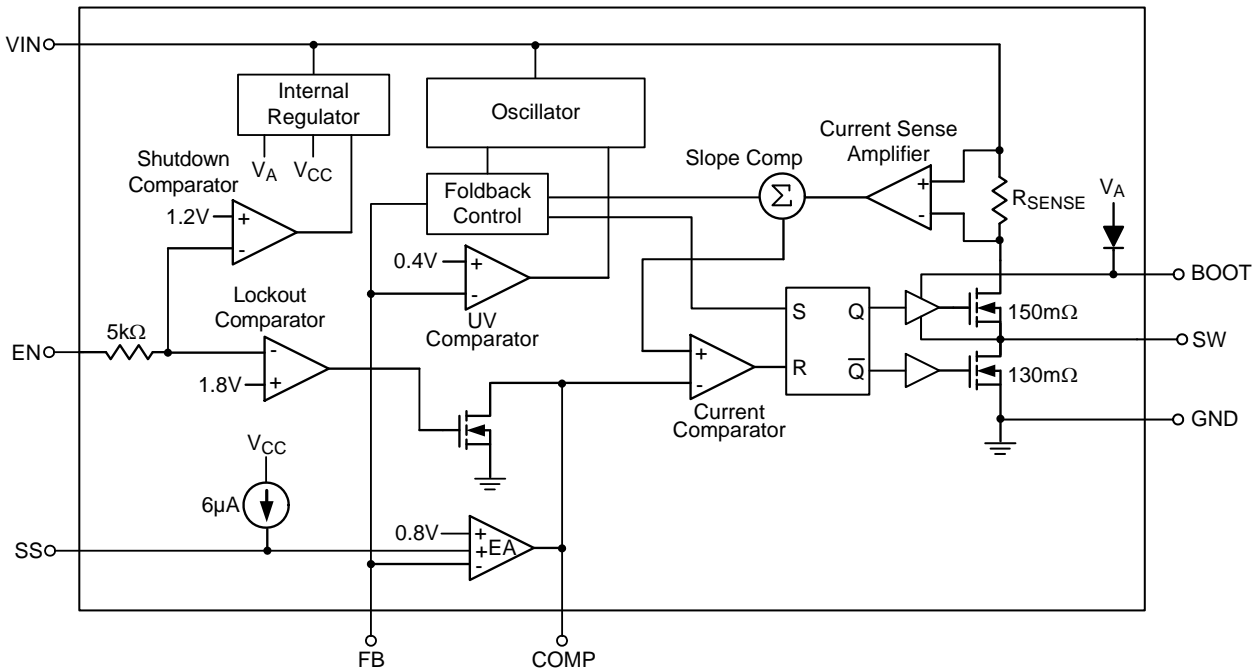 VIN
Internal
Regulator
Oscillator
Current Sense
Amplifier
Slope Comp
VA
VCC
Shutdown
Comparator
Foldback
Control
Σ
+
-
RSENSE
VA
1.2V
+
-
0.4V
+
-
BOOT
Lockout
Comparator
UV
Comparator
S
Q
150mΩ
5kΩ
EN
-
+
1.8V
+
-
R
Q̅
SW
130mΩ
Current
Comparator
GND
VCC
6µA
0.8V
+
+
-
EA
SS
FB
COMP